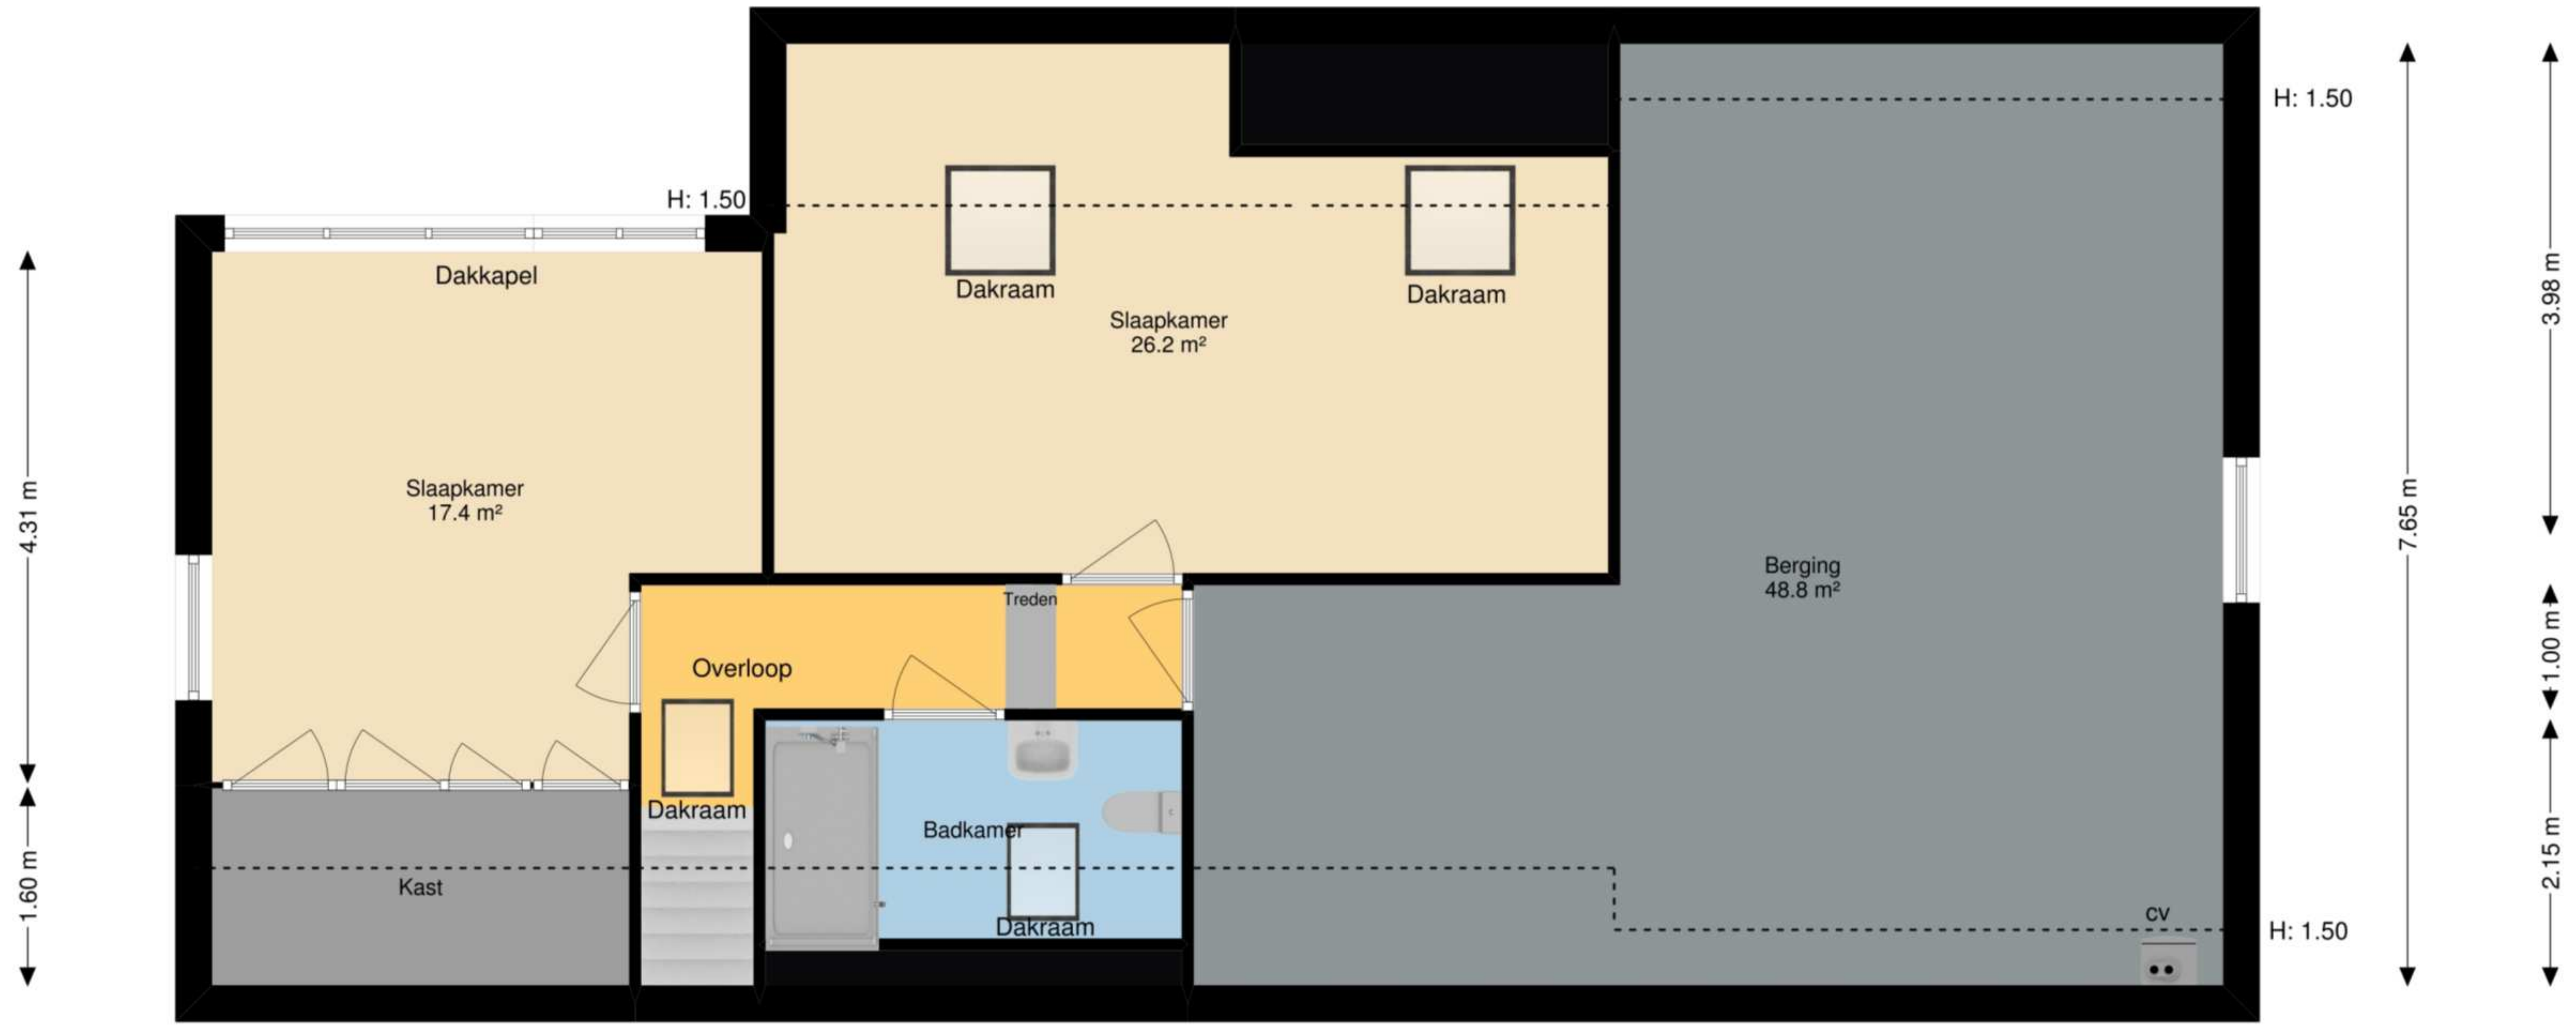 H: 1.50
H: 1.50
Dakkapel
Dakraam
Dakraam
Slaapkamer
26.2 m²
3.98 m
Slaapkamer
17.4 m²
4.31 m
7.65 m
Berging
48.8 m²
Treden
1.00 m
Overloop
Dakraam
Badkamer
Kast
1.60 m
2.15 m
Dakraam
cv
H: 1.50